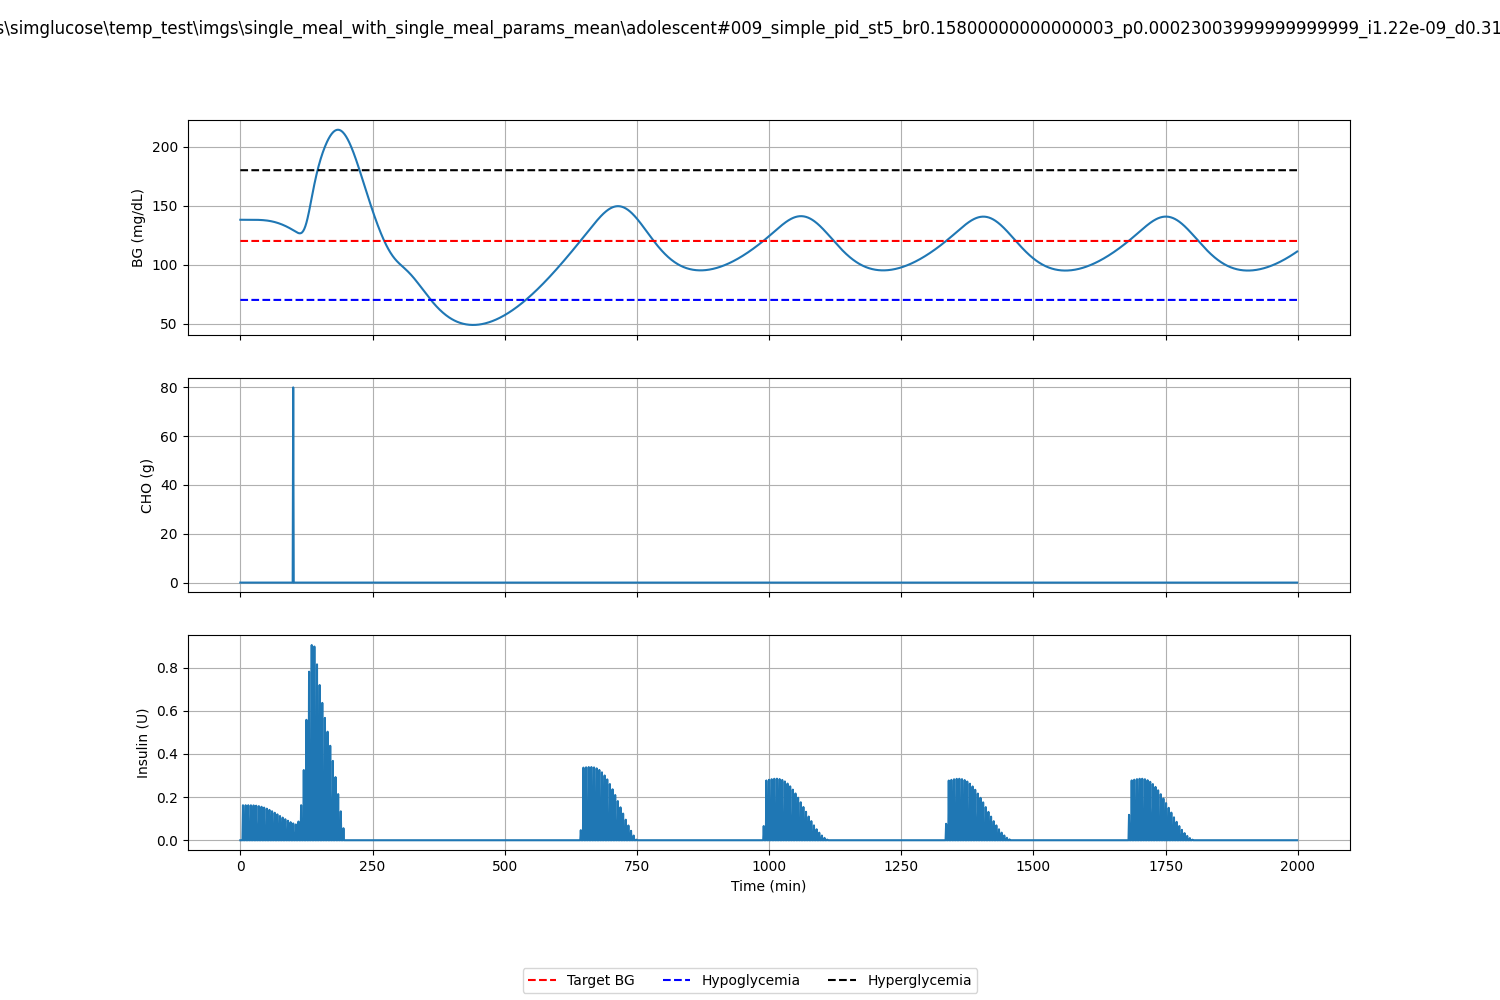 s\simglucose\temp_test\imgs\single_meal_with_single_meal_params_mean\adolescent#009_simple_pid_st5_br0.15800000000000003_p0.00023003999999999999_i1.22e-09_d0.31
200
150
100
50
BG (mg/dL)
80
60
40
20
0
CHO (g)
0.8
0.6
0.4
0.2
0.0
Insulin (U)
0 250 500 750 1000 1250 1500 1750 2000
Time (min)
Target BG Hypoglycemia Hyperglycemia